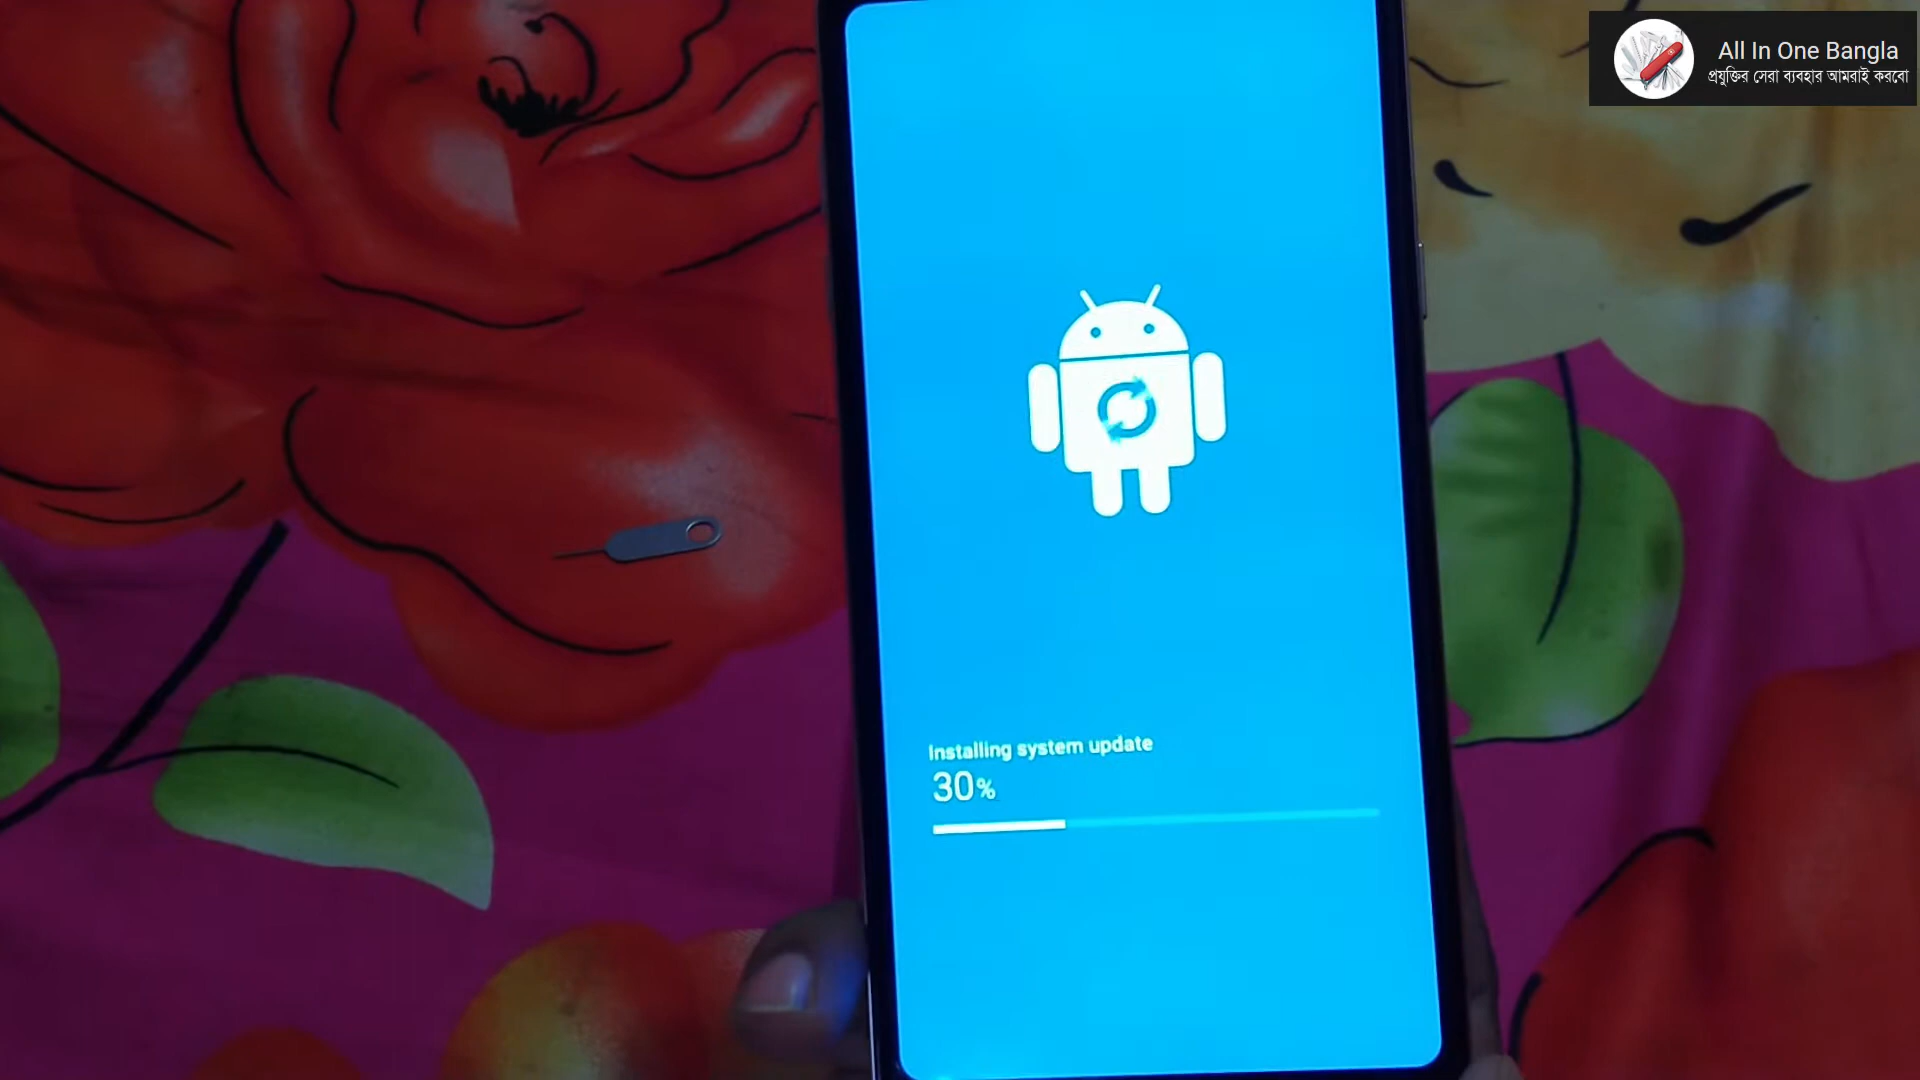 All In One Bangla
প্রযুক্তির সেরা ব্যবহার আমরাই করবো
Installing system update
30%